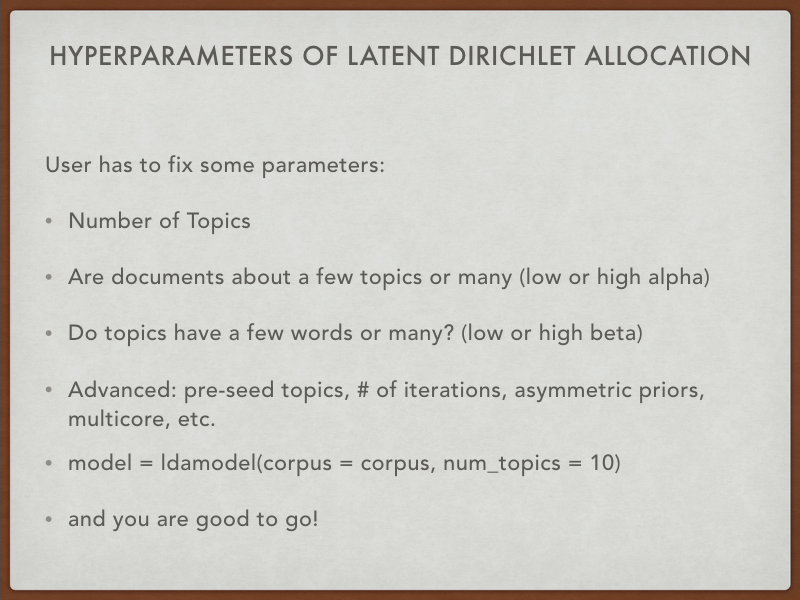 HYPERPARAMETERS OF LATENT DIRICHLET ALLOCATION
User has to fix some parameters:
• Number of Topics
• Are documents about a few topics or many (low or high alpha)
• Do topics have a few words or many? (low or high beta)
• Advanced: pre-seed topics, # of iterations, asymmetric priors,
multicore, etc.
• model = ldamodel(corpus = corpus, num_topics = 10)
• and you are good to go!